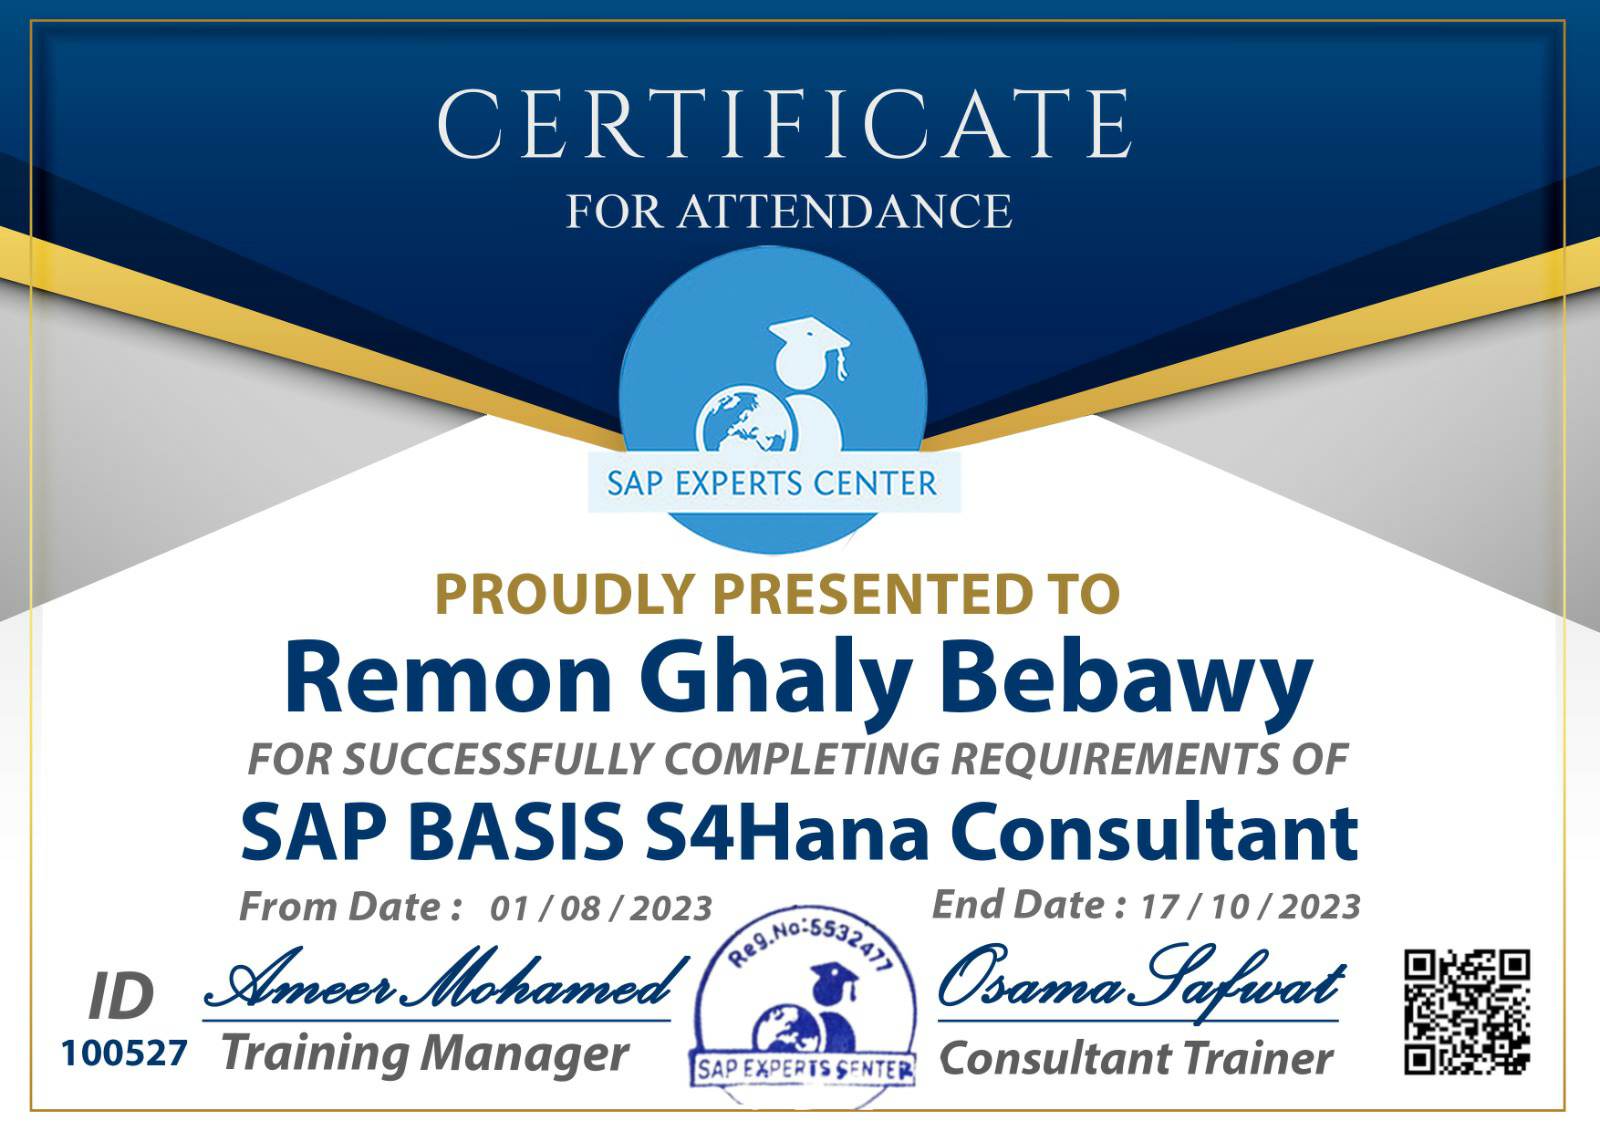 CERTIFICATE
FOR ATTENDANCE
SAP EXPERTS CENTER
PROUDLY PRESENTED TO
Remon Ghaly Bebawy
FOR SUCCESSFULLY COMPLETING REQUIREMENTS OF
SAP BASIS S4Hana Consultant
From Date : 01 / 08 / 2023
End Date : 17 / 10 / 2023
Reg.No:5532477
SAP EXPERTS CENTER
ID
100527
Ameer Mohamed
Training Manager
Osama Safwat
Consultant Trainer